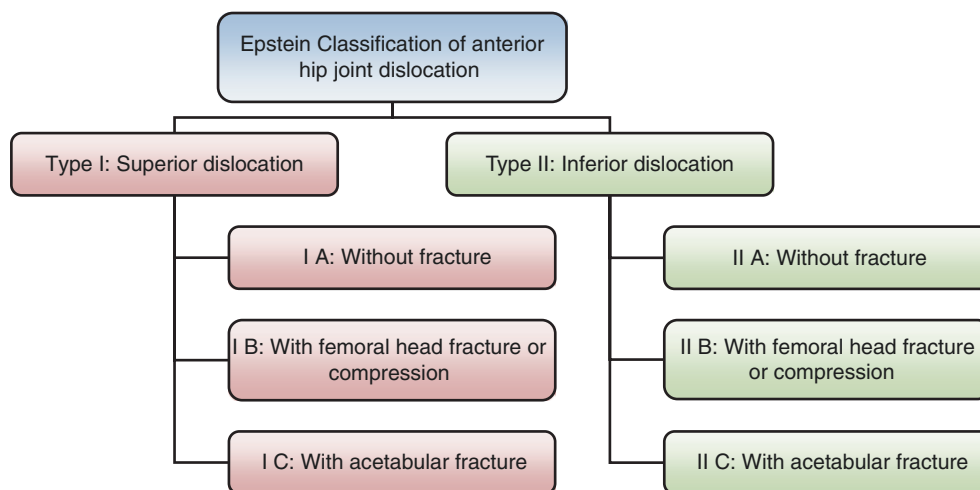 Epstein Classification of anterior
hip joint dislocation
Type I: Superior dislocation
Type II: Inferior dislocation
I A: Without fracture
II A: Without fracture
I B: With femoral head fracture or
compression
II B: With femoral head fracture
or compression
I C: With acetabular fracture
II C: With acetabular fracture